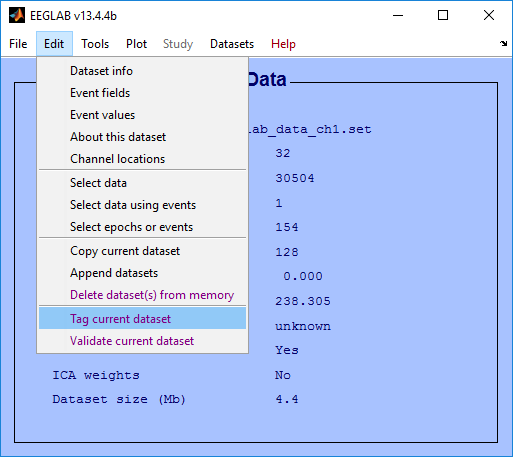 EEGLAB v13.4.4b
File Edit Tools Plot Study Datasets Help
Data
Dataset info
Event fields
Event values
About this dataset
lab_data_ch1.set
Channel locations
32
Select data
30504
Select data using events
1
Select epochs or events
154
Copy current dataset
128
Append datasets
0.000
Delete dataset(s) from memory
238.305
Tag current dataset
unknown
Validate current dataset
Yes
ICA weights No
Dataset size (Mb) 4.4